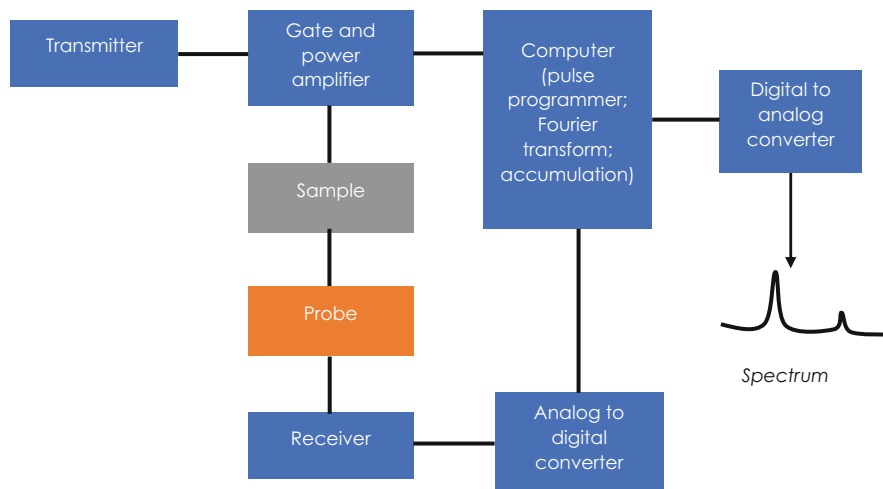 Transmitter
Gate and
power
amplifier
Computer
(pulse
programmer;
Fourier
transform;
accumulation)
Digital to
analog
converter
Sample
Probe
Spectrum
Receiver
Analog to
digital
converter